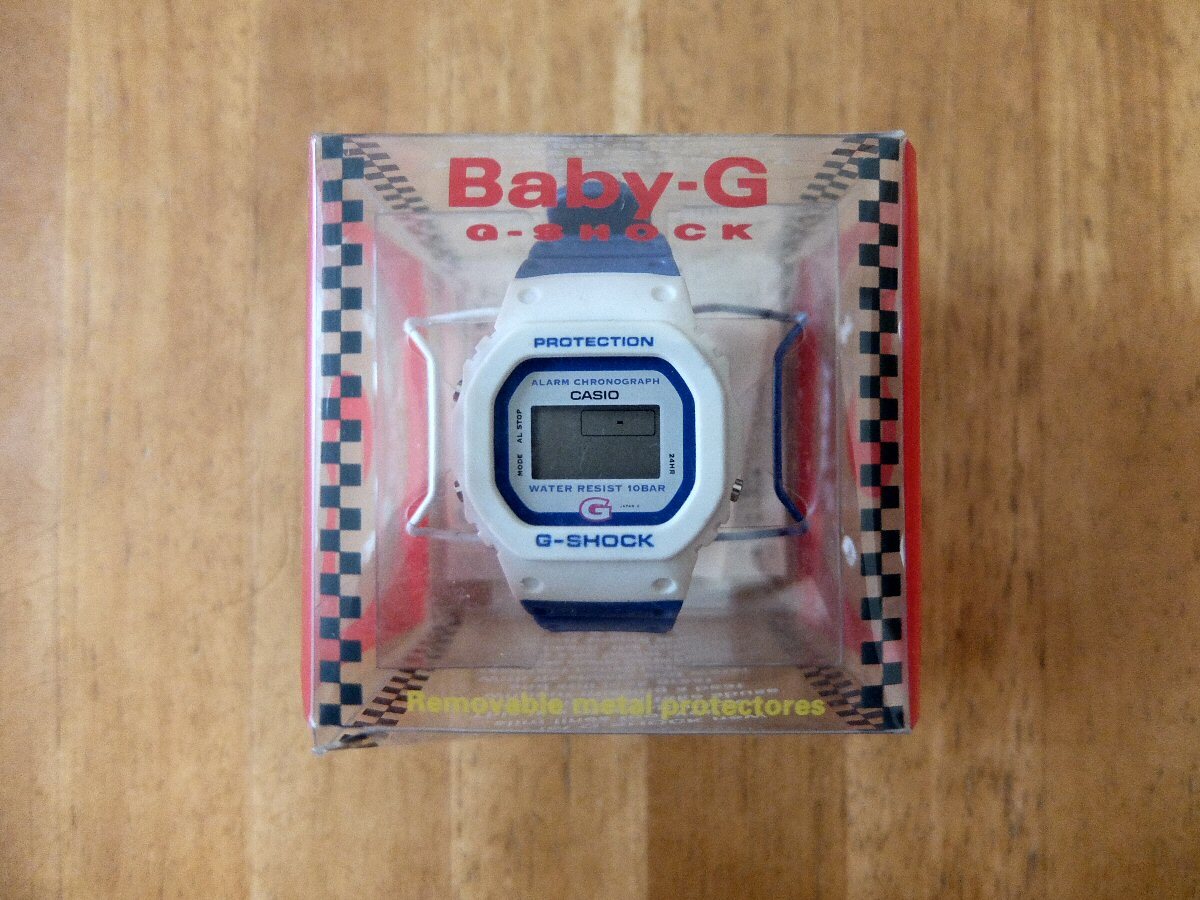 Baby-G
G-SHOCK
PROTECTION
ALARM CHRONOGRAPH
CASIO
AL STOP
MODE
24HR
WATER RESIST 10BAR
G
G-SHOCK
Removable metal protectores